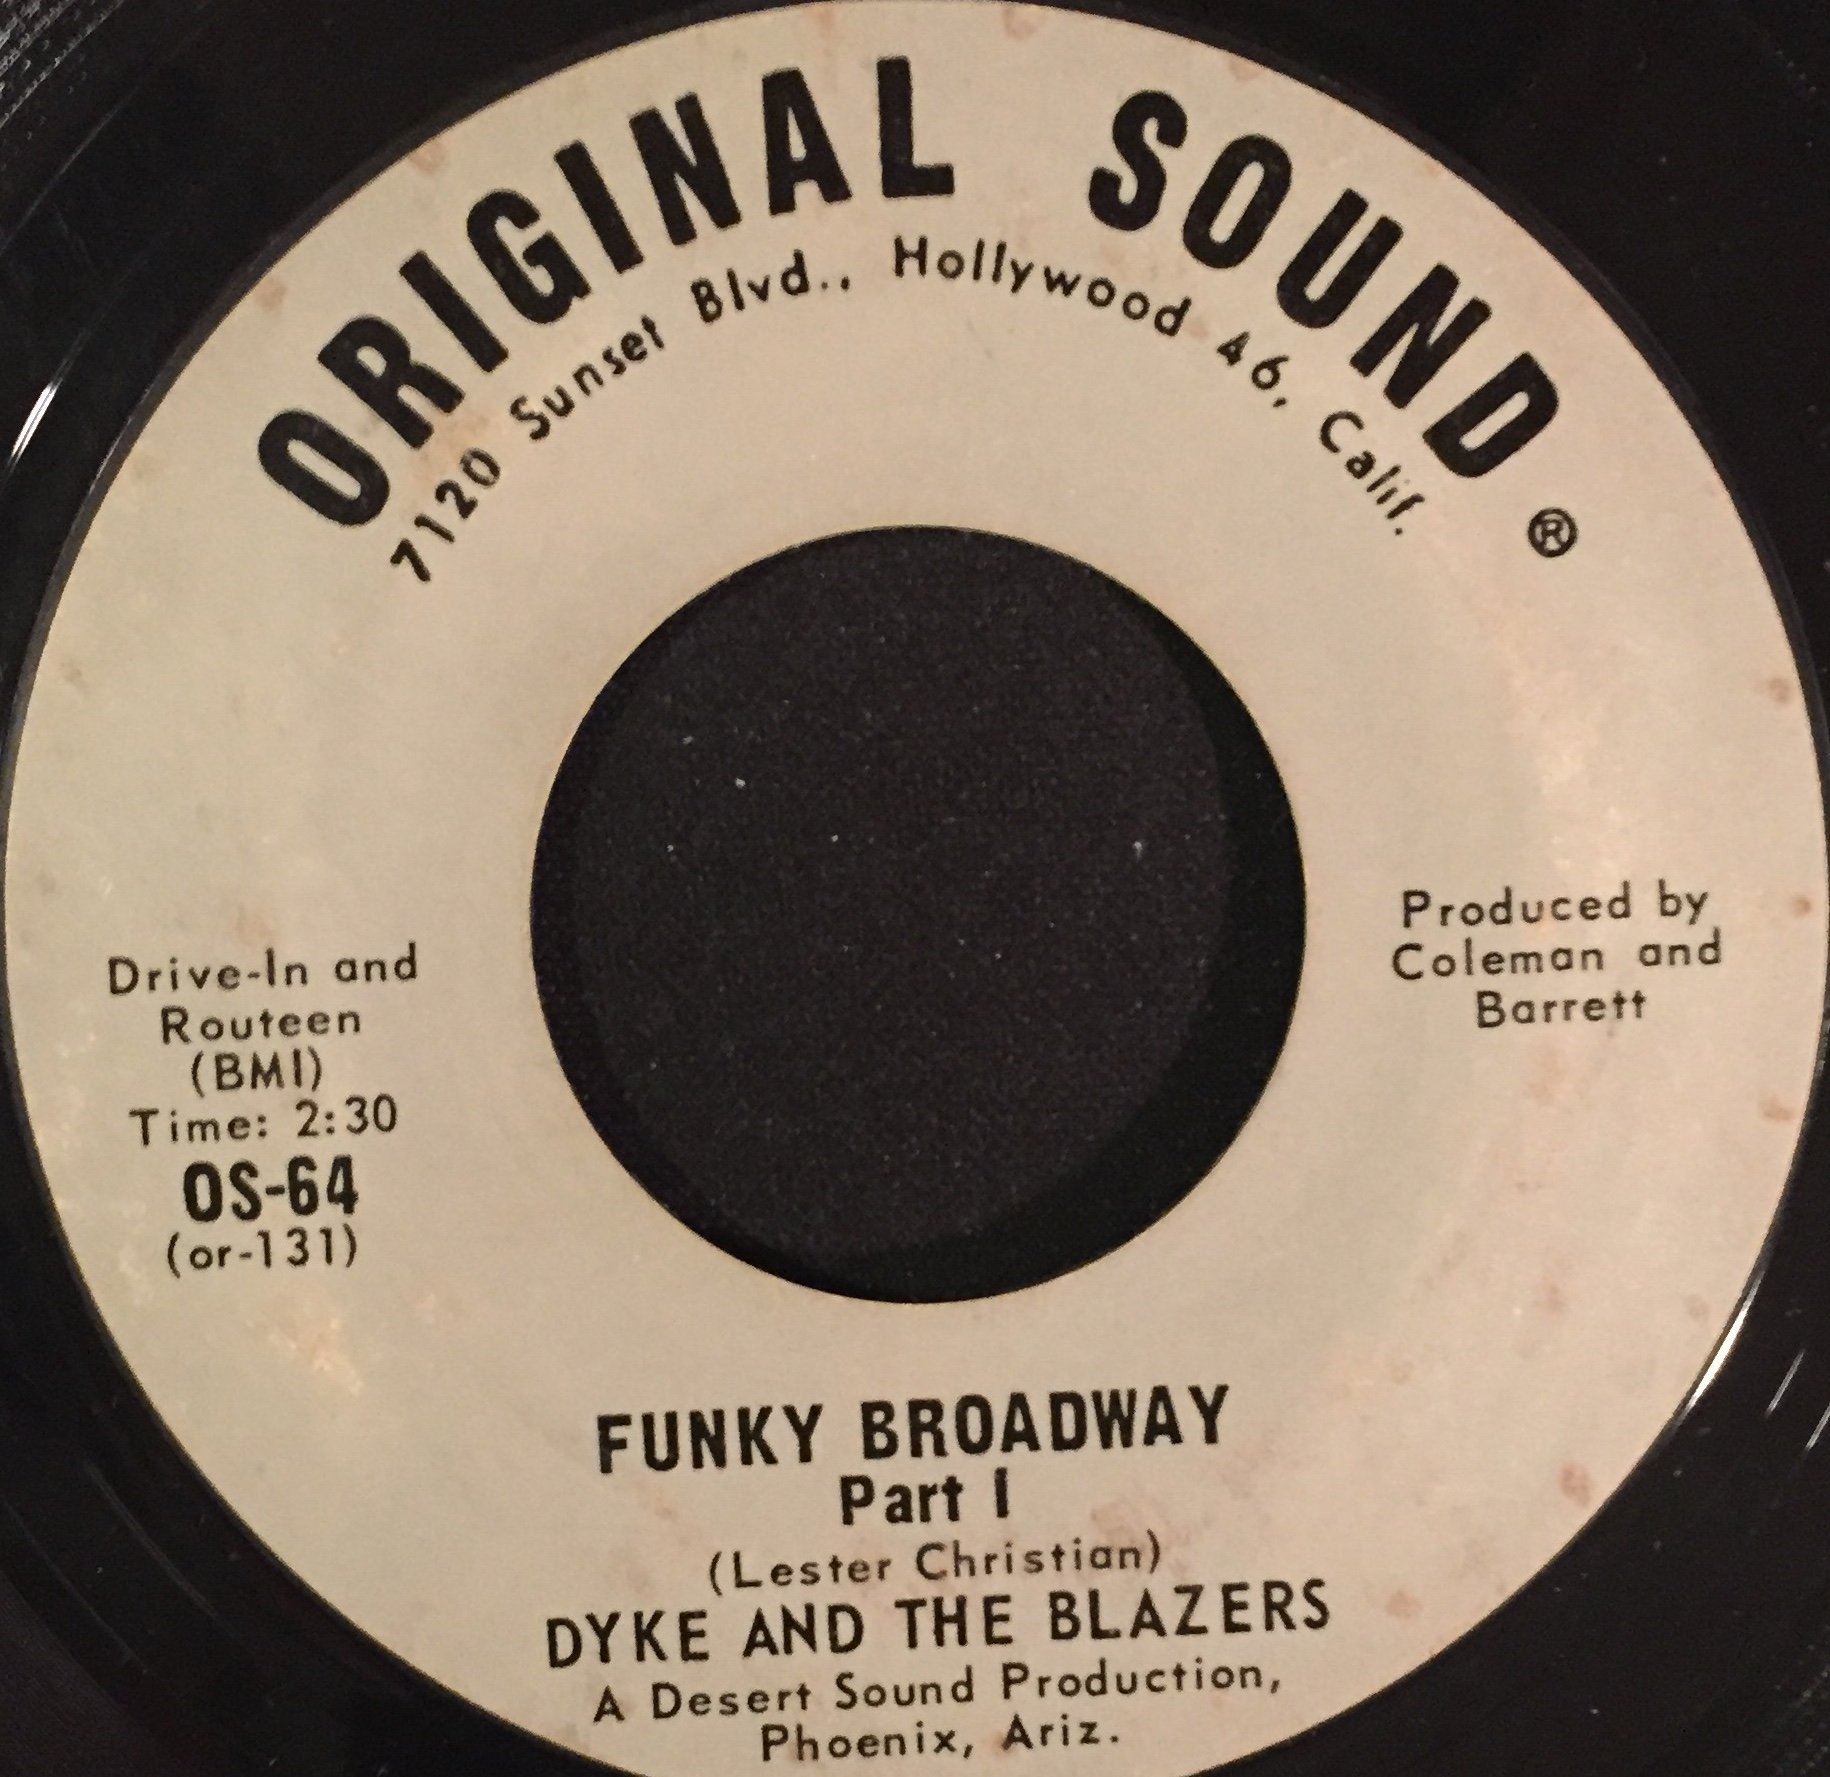 ORIGINAL SOUND ®
7120 Sunset Blvd., Hollywood 46, Calif.
Drive-In and
Routeen
(BMI)
Time: 2:30
OS-64
(or-131)
Produced by
Coleman and
Barrett
FUNKY BROADWAY
Part I
(Lester Christian)
DYKE AND THE BLAZERS
A Desert Sound Production,
Phoenix, Ariz.